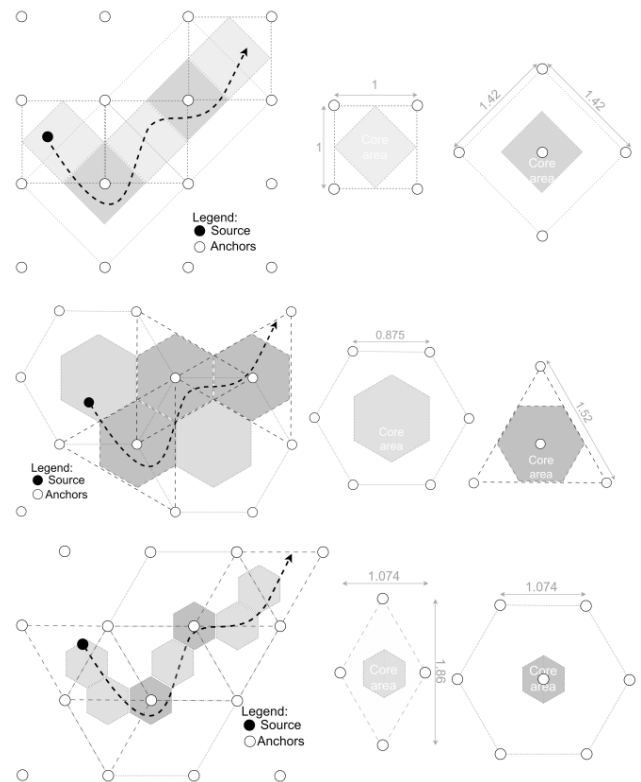 1
1
Core
area
1.42
1.42
Core
area
Legend:
Source
Anchors
0.875
Core
area
1.52
Core
area
Legend:
Source
Anchors
1.074
Core
area
1.86
1.074
Core
area
Legend:
Source
Anchors